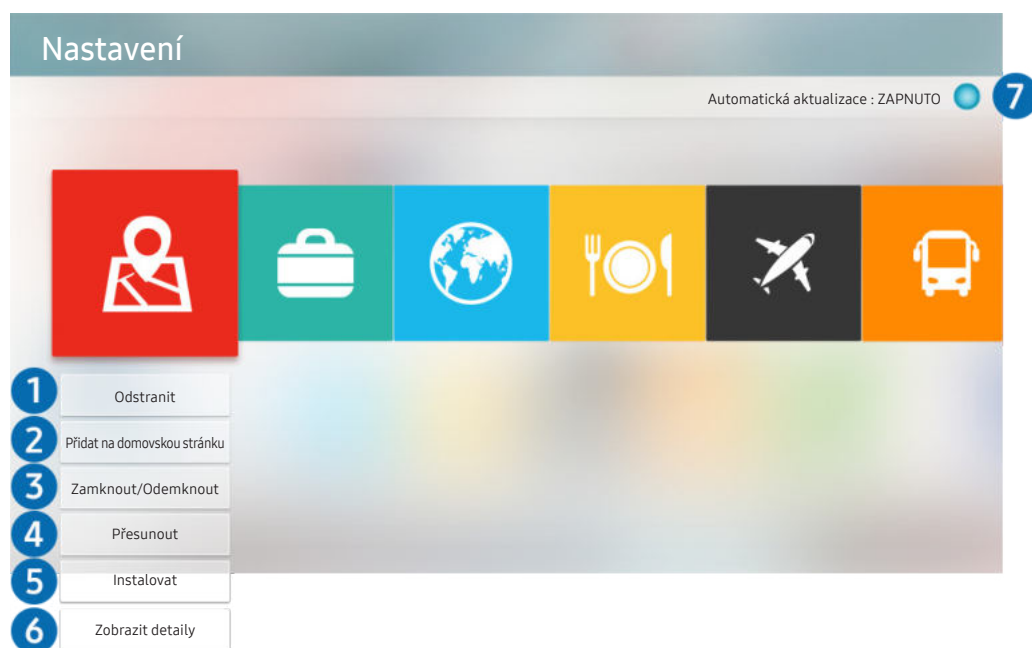 Nastavení
Automatická aktualizace : ZAPNUTO
7
1
Odstranit
2
Přidat na domovskou stránku
3
Zamknout/Odemknout
4
Přesunout
5
Instalovat
6
Zobrazit detaily